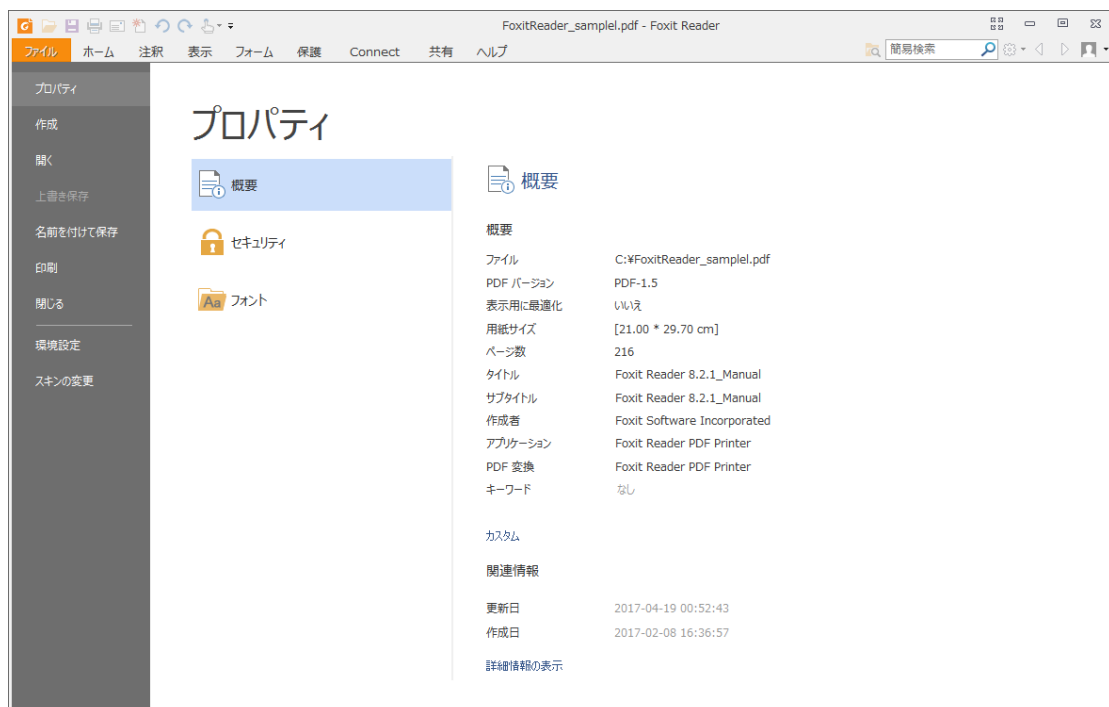 FoxitReader_samplel.pdf - Foxit Reader
ファイル ホーム 注釈 表示 フォーム 保護 Connect 共有 ヘルプ 簡易検索
プロパティ
作成
開く
上書き保存
名前を付けて保存
印刷
閉じる
環境設定
スキンの変更
プロパティ
概要
セキュリティ
Aa フォント
概要
概要
ファイル C:¥FoxitReader_samplel.pdf
PDF バージョン PDF-1.5
表示用に最適化 いいえ
用紙サイズ [21.00 * 29.70 cm]
ページ数 216
タイトル Foxit Reader 8.2.1_Manual
サブタイトル Foxit Reader 8.2.1_Manual
作成者 Foxit Software Incorporated
アプリケーション Foxit Reader PDF Printer
PDF 変換 Foxit Reader PDF Printer
キーワード なし
カスタム
関連情報
更新日 2017-04-19 00:52:43
作成日 2017-02-08 16:36:57
詳細情報の表示